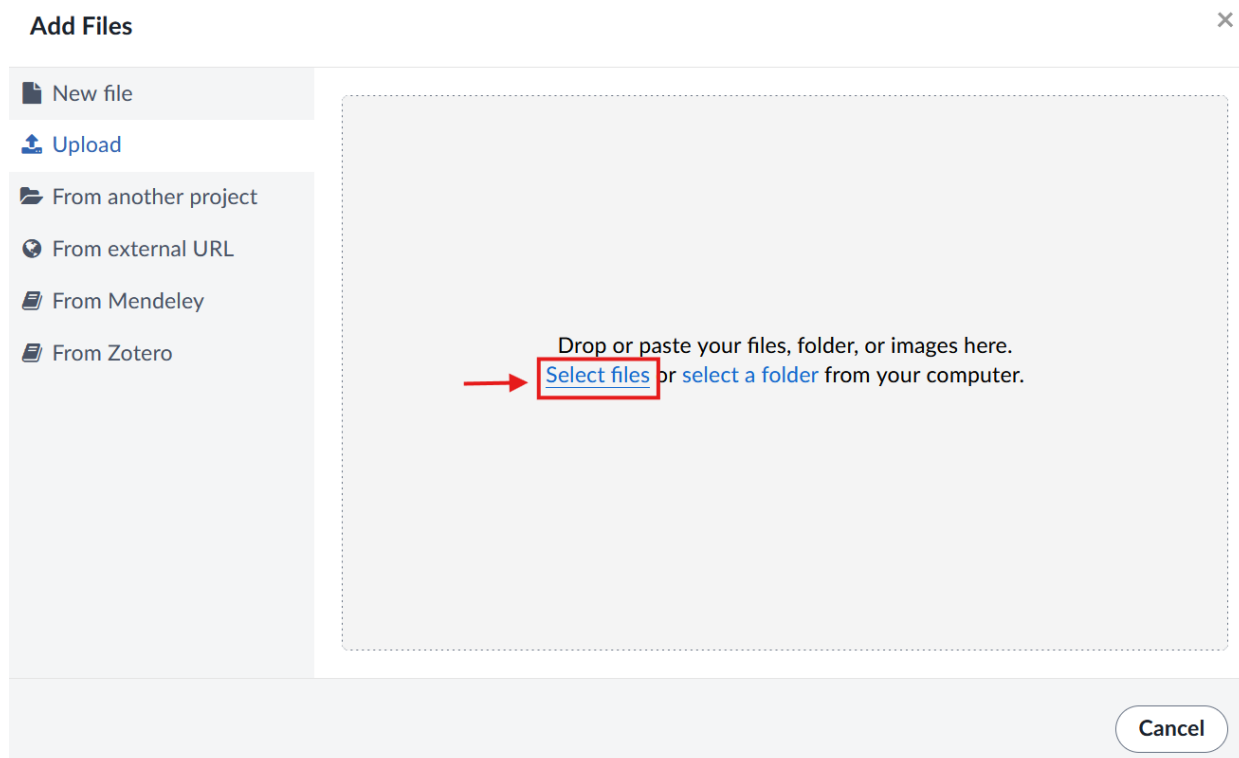 Add Files
New file
Upload
From another project
From external URL
From Mendeley
From Zotero
Drop or paste your files, folder, or images here.
Select files or select a folder from your computer.
Cancel